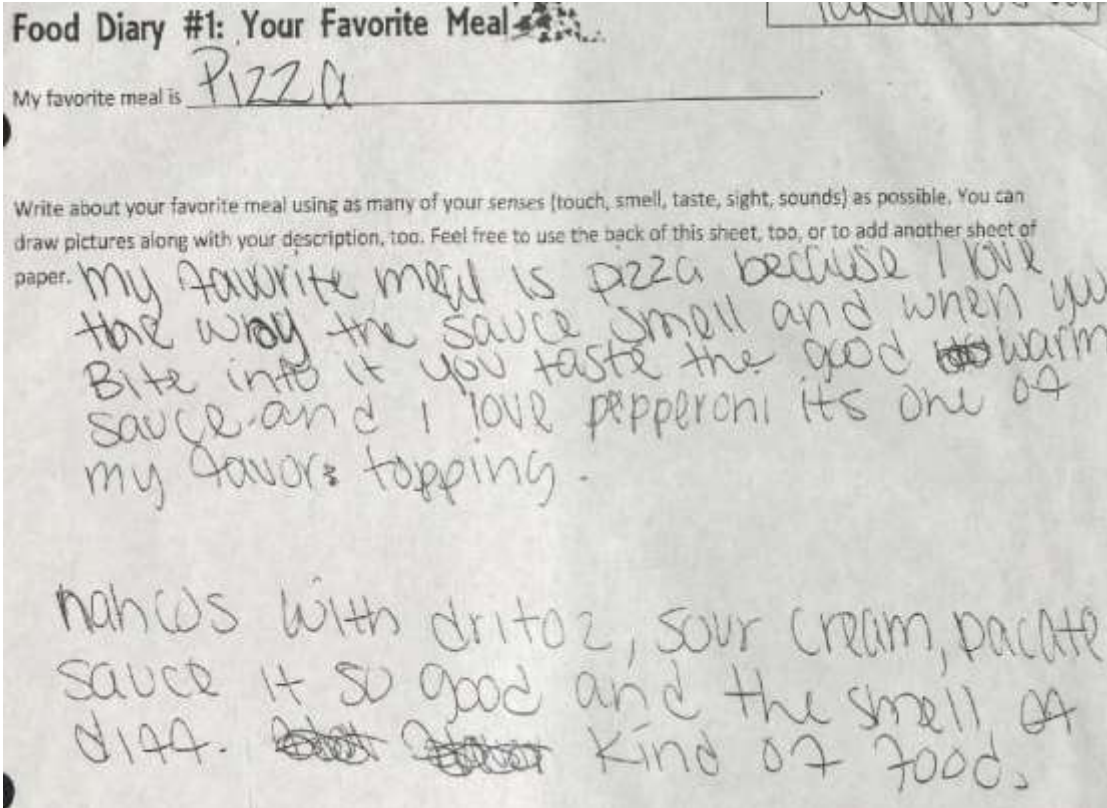 Food Diary #1: Your Favorite Meal
My favorite meal is Pizza.
Write about your favorite meal using as many of your senses (touch, smell, taste, sight, sounds) as possible. You can
draw pictures along with your description, too. Feel free to use the back of this sheet, too, or to add another sheet of
paper. my favorite meal is pizza because I love
the way the sauce smell and when you
Bite into it you taste the good warm
sauce and I love pepperoni its one of
my favors topping.
nahcos with dritoz, sour cream, pacate
sauce it so good and the smell of
diff. kind of food.